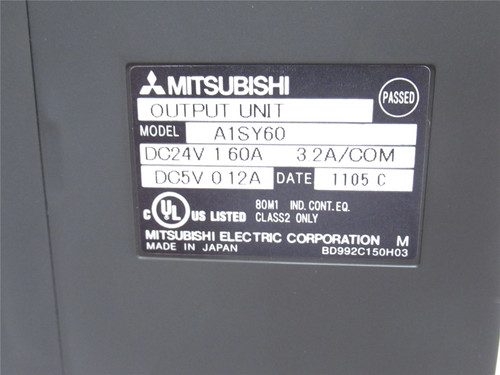 MITSUBISHI
PASSED
OUTPUT UNIT
MODEL A1SY60
DC24V 1 60A 3 2A/COM
DC5V 0 12A DATE 1105 C
C UL US LISTED 80M1 IND. CONT. EQ.
CLASS2 ONLY
MITSUBISHI ELECTRIC CORPORATION M
MADE IN JAPAN BD992C150H03